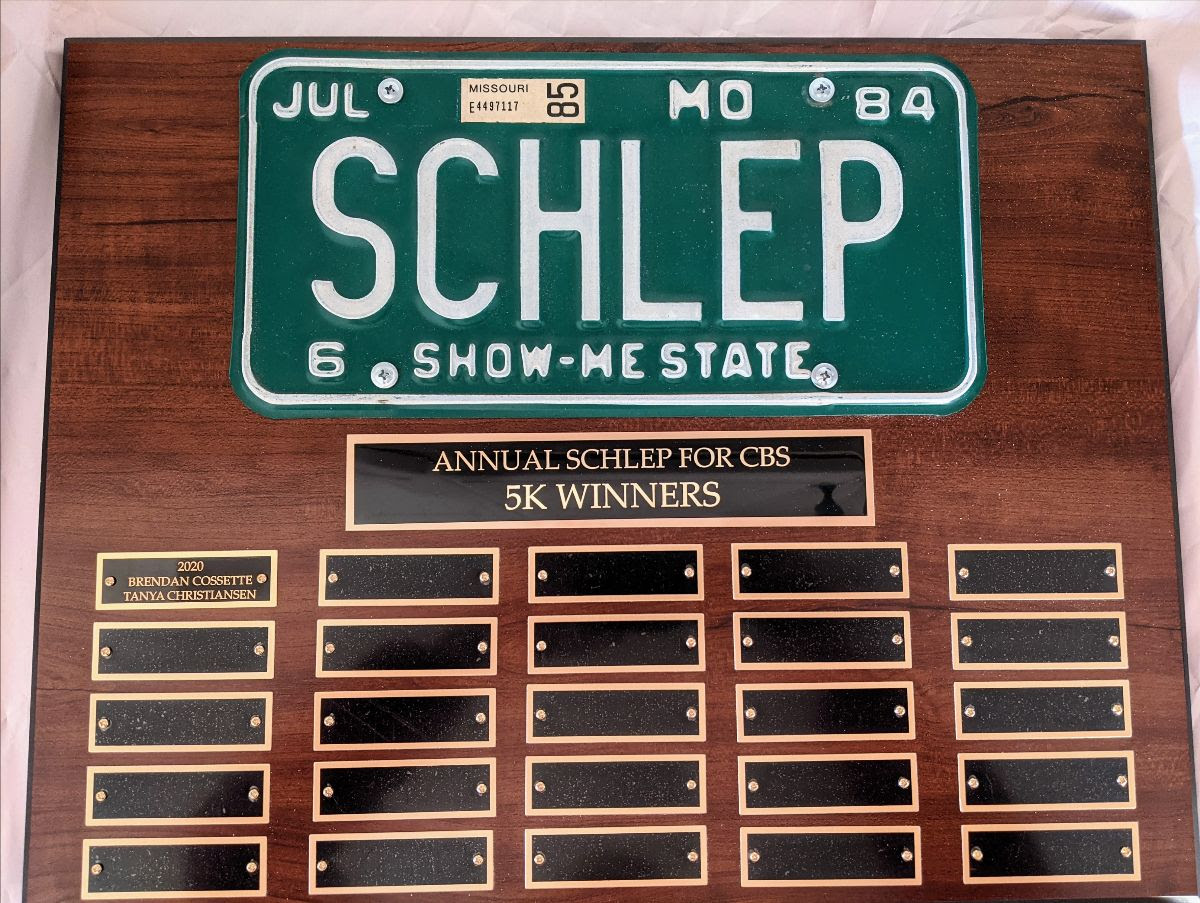 JUL MISSOURI 85 MO 84
E4497117
SCHLEP
6 SHOW-ME STATE
ANNUAL SCHLEP FOR CBS
5K WINNERS
2020
BRENDAN COSSETTE
TANYA CHRISTIANSEN